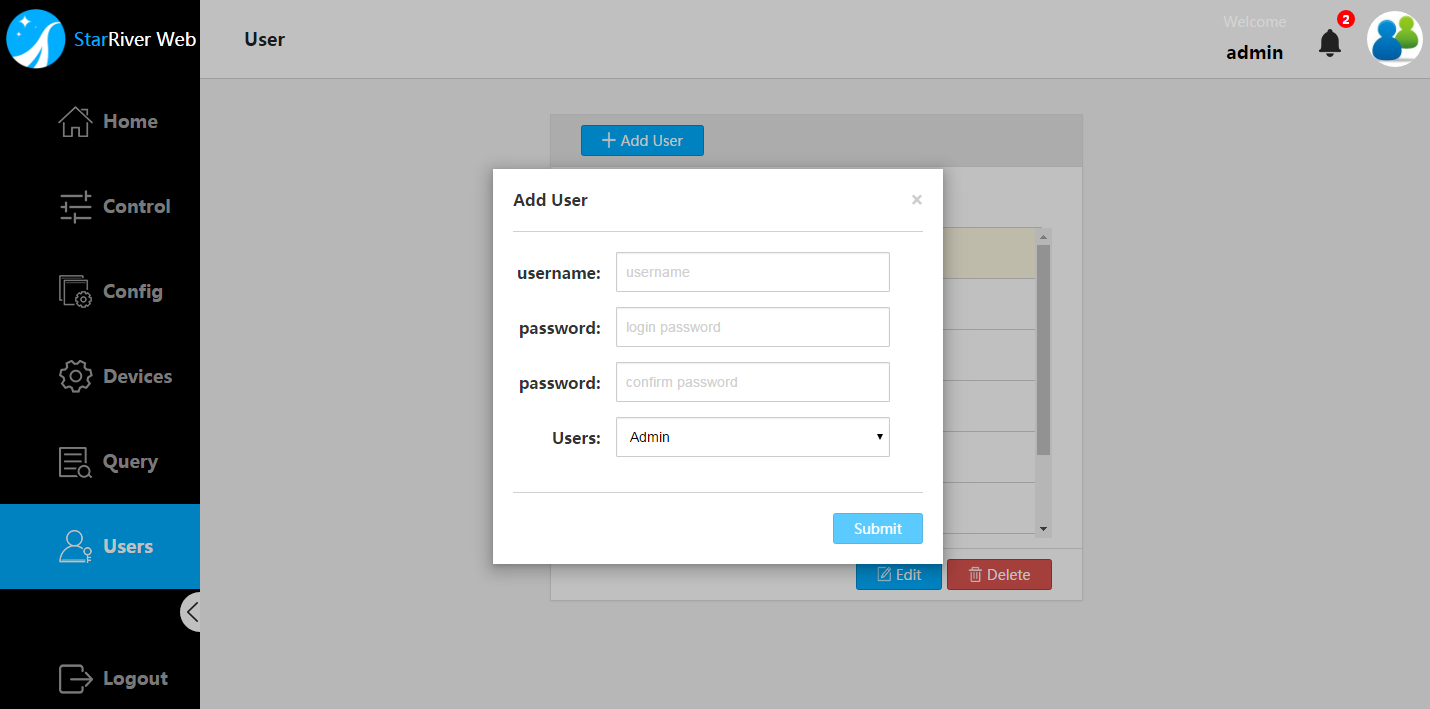 StarRiver Web
User
Welcome
admin
2
Home
Control
Config
Devices
Query
Users
Logout
Add User
Add User
×
username:
username
password:
login password
password:
confirm password
Users:
Admin
Submit
Edit
Delete